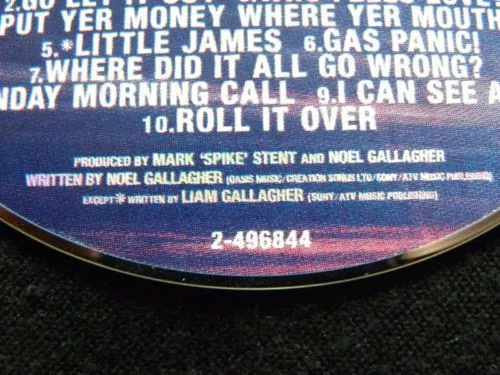 PUT YER MONEY WHERE YER MOUTH
5.*LITTLE JAMES 6.GAS PANIC!
7.WHERE DID IT ALL GO WRONG?
NDAY MORNING CALL 9.I CAN SEE A
10.ROLL IT OVER
PRODUCED BY MARK 'SPIKE' STENT AND NOEL GALLAGHER
WRITTEN BY NOEL GALLAGHER (OASIS MUSIC/CREATION SONGS LTD/SONY/ATV MUSIC PUBLISHING)
EXCEPT * WRITTEN BY LIAM GALLAGHER (SONY/ATV MUSIC PUBLISHING)
2-496844